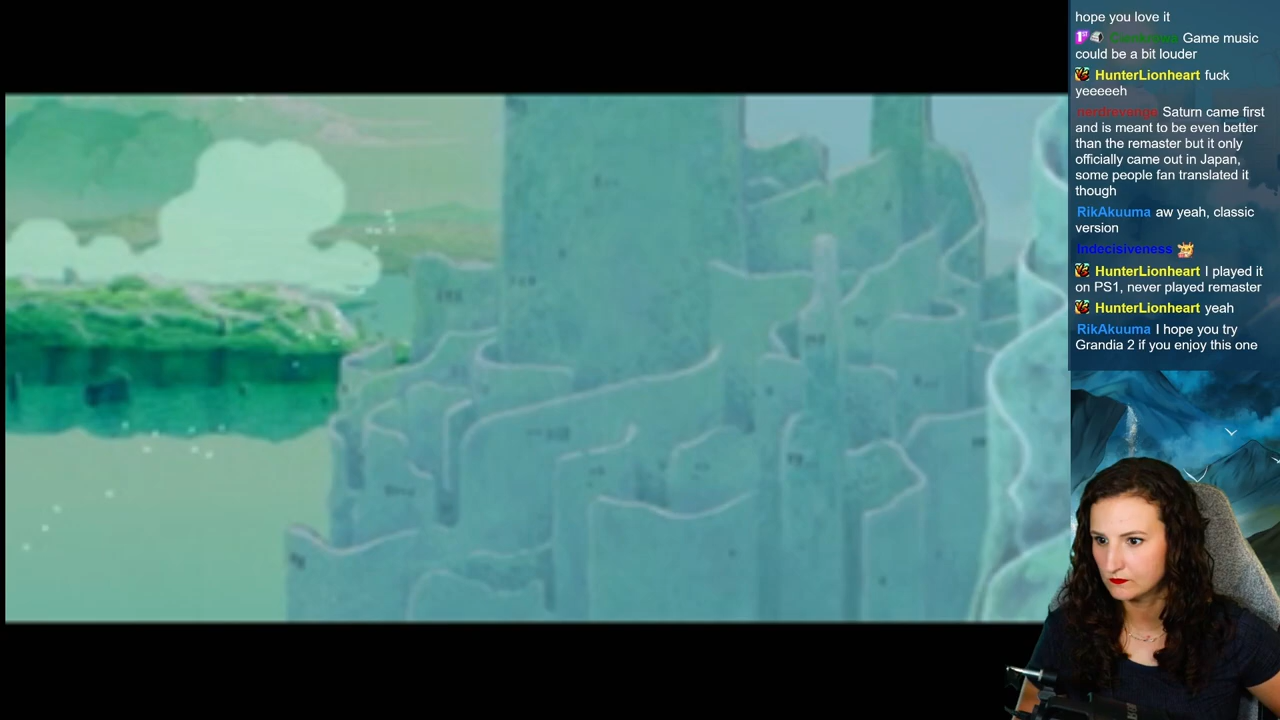 hope you love it
Game music
could be a bit louder
HunterLionheart fuck
yeeeeeh
nerdrevenge Saturn came first
and is meant to be even better
than the remaster but it only
officially came out in Japan,
some people fan translated it
though
RikAkuuma aw yeah, classic
version
Indecisiveness
HunterLionheart I played it
on PS1, never played remaster
HunterLionheart yeah
RikAkuuma I hope you try
Grandia 2 if you enjoy this one